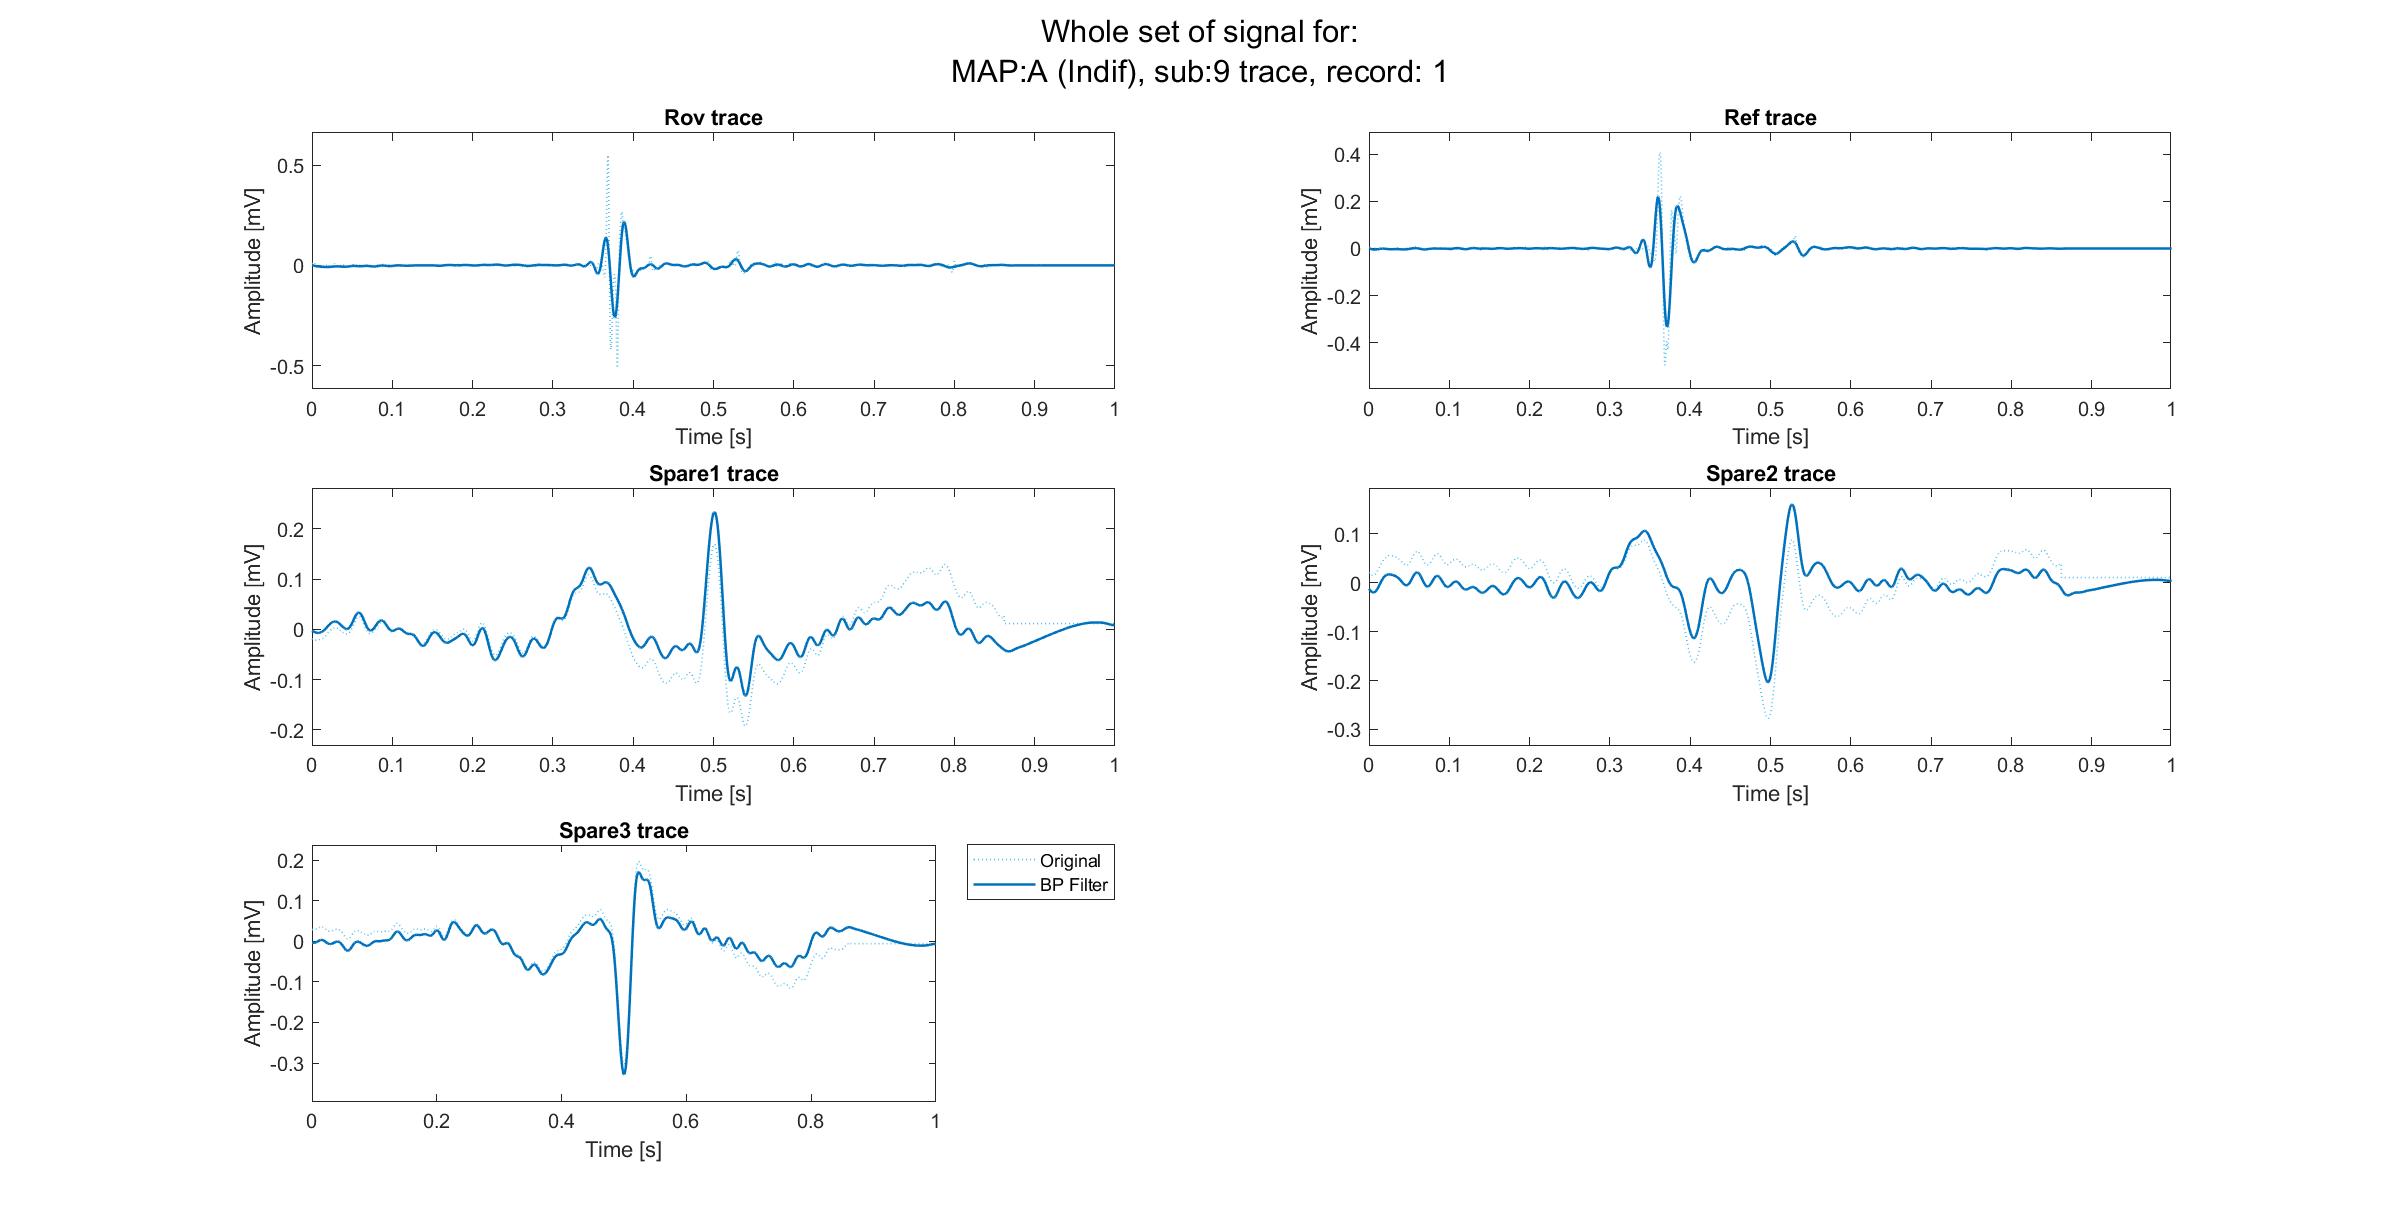 Whole set of signal for:
MAP:A (Indif), sub:9 trace, record: 1
Rov trace
Amplitude [mV]
0.5
0
-0.5
0 0.1 0.2 0.3 0.4 0.5 0.6 0.7 0.8 0.9 1
Time [s]
Ref trace
Amplitude [mV]
0.4
0.2
0
-0.2
-0.4
0 0.1 0.2 0.3 0.4 0.5 0.6 0.7 0.8 0.9 1
Time [s]
Spare1 trace
Amplitude [mV]
0.2
0.1
0
-0.1
-0.2
0 0.1 0.2 0.3 0.4 0.5 0.6 0.7 0.8 0.9 1
Time [s]
Spare2 trace
Amplitude [mV]
0.1
0
-0.1
-0.2
-0.3
0 0.1 0.2 0.3 0.4 0.5 0.6 0.7 0.8 0.9 1
Time [s]
Spare3 trace
Amplitude [mV]
0.2
0.1
0
-0.1
-0.2
-0.3
0 0.2 0.4 0.6 0.8 1
Time [s]
Original
BP Filter